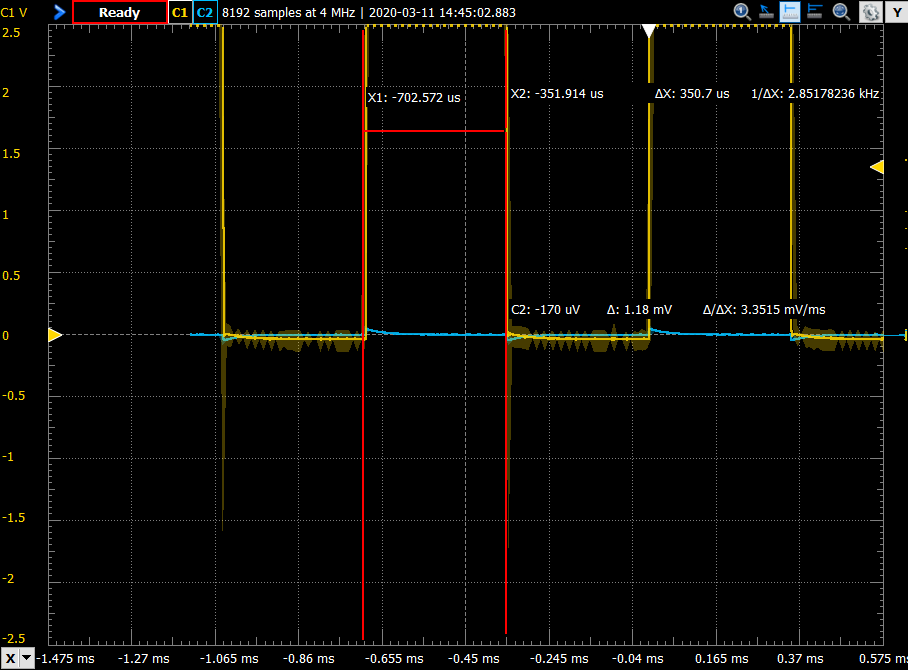 C1 V Ready C1 C2 8192 samples at 4 MHz | 2020-03-11 14:45:02.883 Y
2.5
2
X1: -702.572 us X2: -351.914 us ΔX: 350.7 us 1/ΔX: 2.85178236 kHz
1.5
1
0.5
C2: -170 uV Δ: 1.18 mV Δ/ΔX: 3.3515 mV/ms
0
-0.5
-1
-1.5
-2
-2.5
X -1.475 ms -1.27 ms -1.065 ms -0.86 ms -0.655 ms -0.45 ms -0.245 ms -0.04 ms 0.165 ms 0.37 ms 0.575 ms